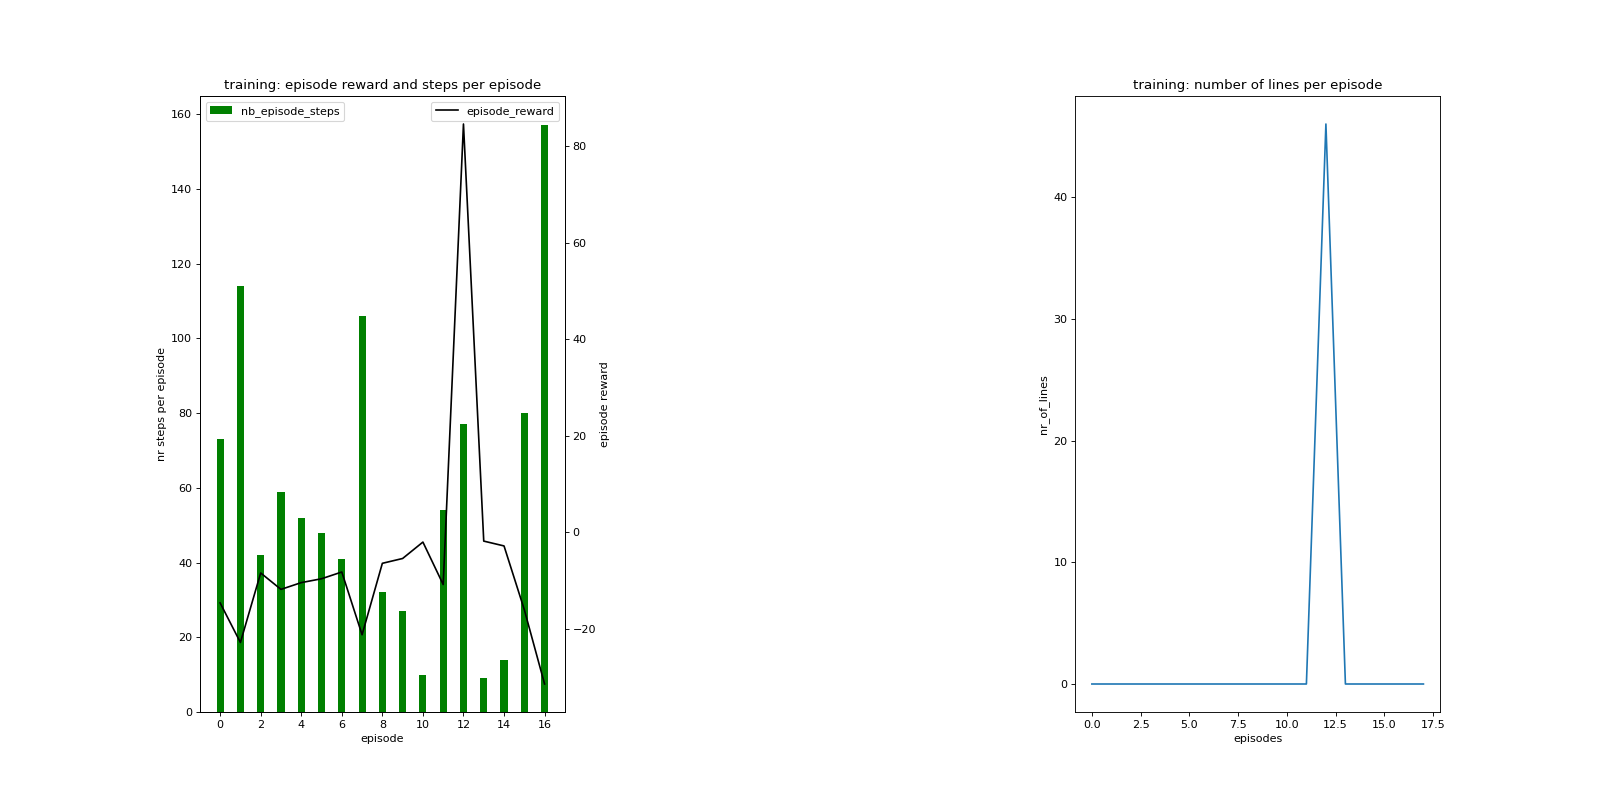 training: episode reward and steps per episode
nb_episode_steps
episode_reward
160
140
120
100
80
60
40
20
0
nr steps per episode
80
60
40
20
0
−20
episode reward
0 2 4 6 8 10 12 14 16
episode
training: number of lines per episode
40
30
20
10
0
nr_of_lines
0.0 2.5 5.0 7.5 10.0 12.5 15.0 17.5
episodes